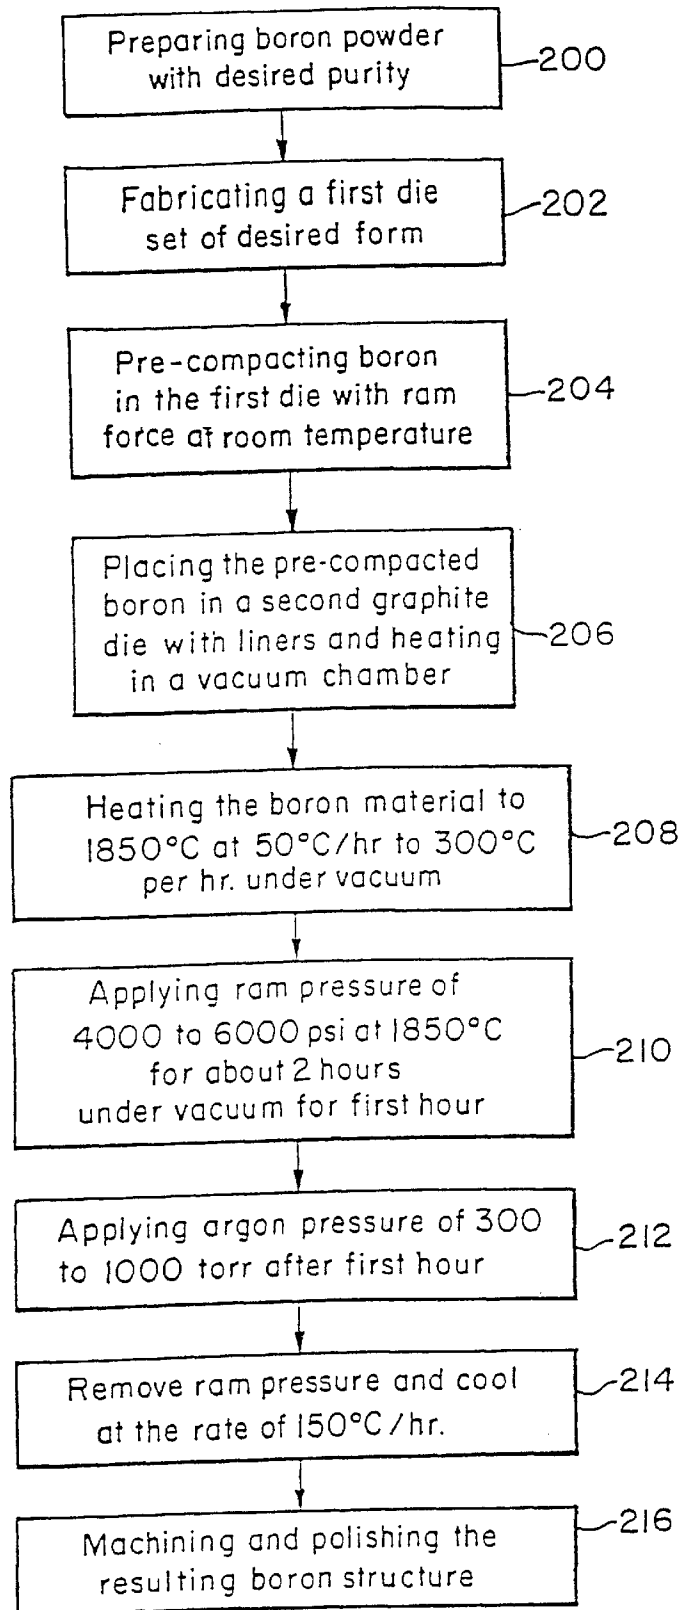 Preparing boron powder
with desired purity
200
Fabricating a first die
set of desired form
202
Pre-compacting boron
in the first die with ram
force at room temperature
204
Placing the pre-compacted
boron in a second graphite
die with liners and heating
in a vacuum chamber
206
Heating the boron material to
1850°C at 50°C/hr to 300°C
per hr. under vacuum
208
Applying ram pressure of
4000 to 6000 psi at 1850°C
for about 2 hours
under vacuum for first hour
210
Applying argon pressure of 300
to 1000 torr after first hour
212
Remove ram pressure and cool
at the rate of 150°C/hr.
214
Machining and polishing the
resulting boron structure
216